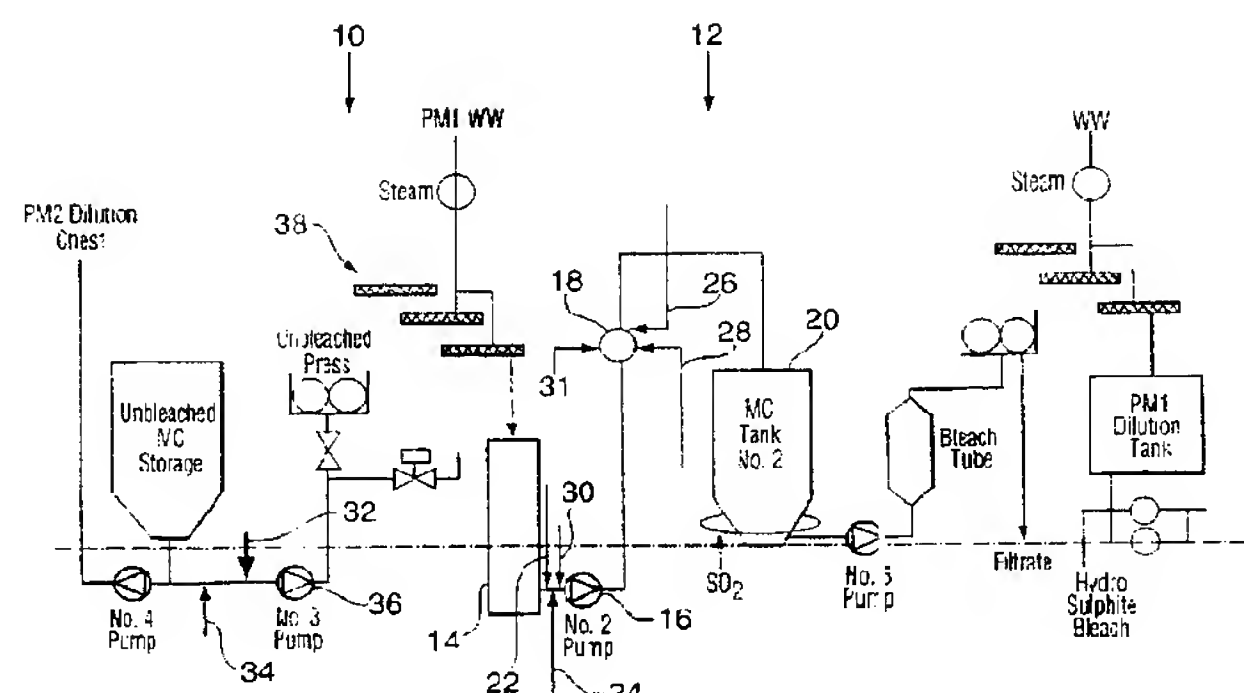 10
12
PM1 WW
WW
Steam
Steam
PM2 Dilution
Chest
38
18
26
20
28
31
Unbleached
Press
Unbleached
MC
Storage
MC
Tank
No. 2
Bleach
Tube
PM1
Dilution
Tank
32
30
36
SO2
No. 5
Pump
Filtrate
Hydro
Sulphite
Bleach
No. 4
Pump
No. 3
Pump
14
No. 2
Pump
16
34
22
24